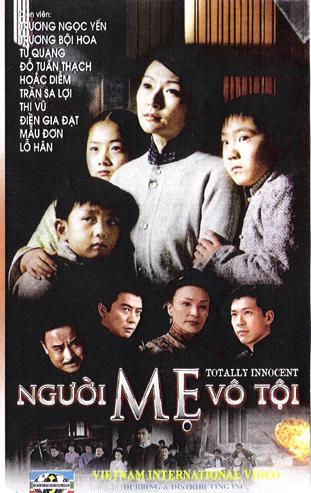 Diễn viên:
TRƯƠNG NGỌC YẾN
TRƯƠNG BỘI HOA
TỪ QUANG
ĐỖ TUẤN THẠCH
HOẮC DIỄM
TRẦN SA LỢI
THI VŨ
ĐIỀN GIA ĐẠT
MẪU ĐƠN
LỖ HÂN
TOTALLY INNOCENT
NGƯỜI MẸ VÔ TỘI
VIETNAM INTERNATIONAL VIDEO
DUBBING & DISTRIBUTING INC.